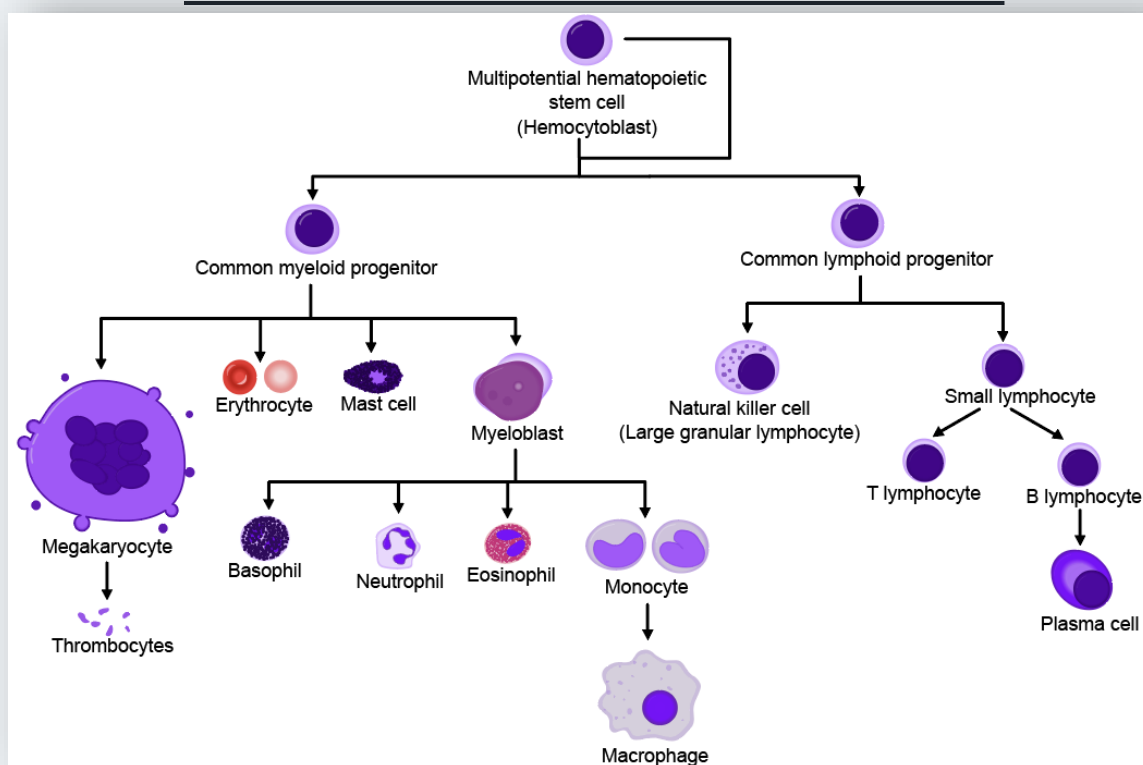 Multipotential hematopoietic
stem cell
(Hemocytoblast)
Common myeloid progenitor
Common lymphoid progenitor
Erythrocyte
Mast cell
Myeloblast
Natural killer cell
(Large granular lymphocyte)
Small lymphocyte
T lymphocyte
B lymphocyte
Megakaryocyte
Basophil
Neutrophil
Eosinophil
Monocyte
Plasma cell
Thrombocytes
Macrophage